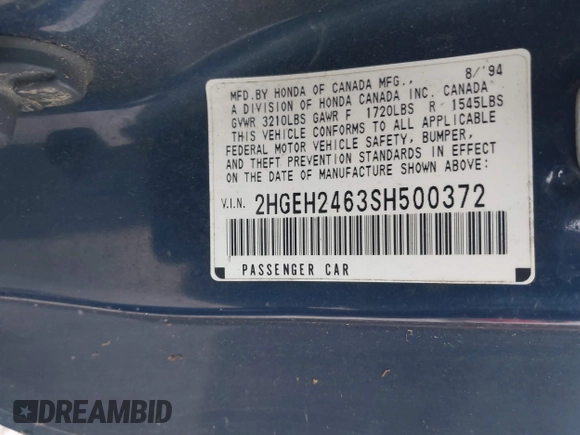 MFD. BY HONDA OF CANADA MFG., 8/'94
A DIVISION OF HONDA CANADA INC. CANADA
GVWR 3210LBS GAWR F 1720LBS R 1545LBS
THIS VEHICLE CONFORMS TO ALL APPLICABLE
FEDERAL MOTOR VEHICLE SAFETY, BUMPER,
AND THEFT PREVENTION STANDARDS IN EFFECT
ON THE DATE OF MANUFACTURE SHOWN ABOVE:
V.I.N. 2HGEH2463SH500372
PASSENGER CAR
DREAMBID